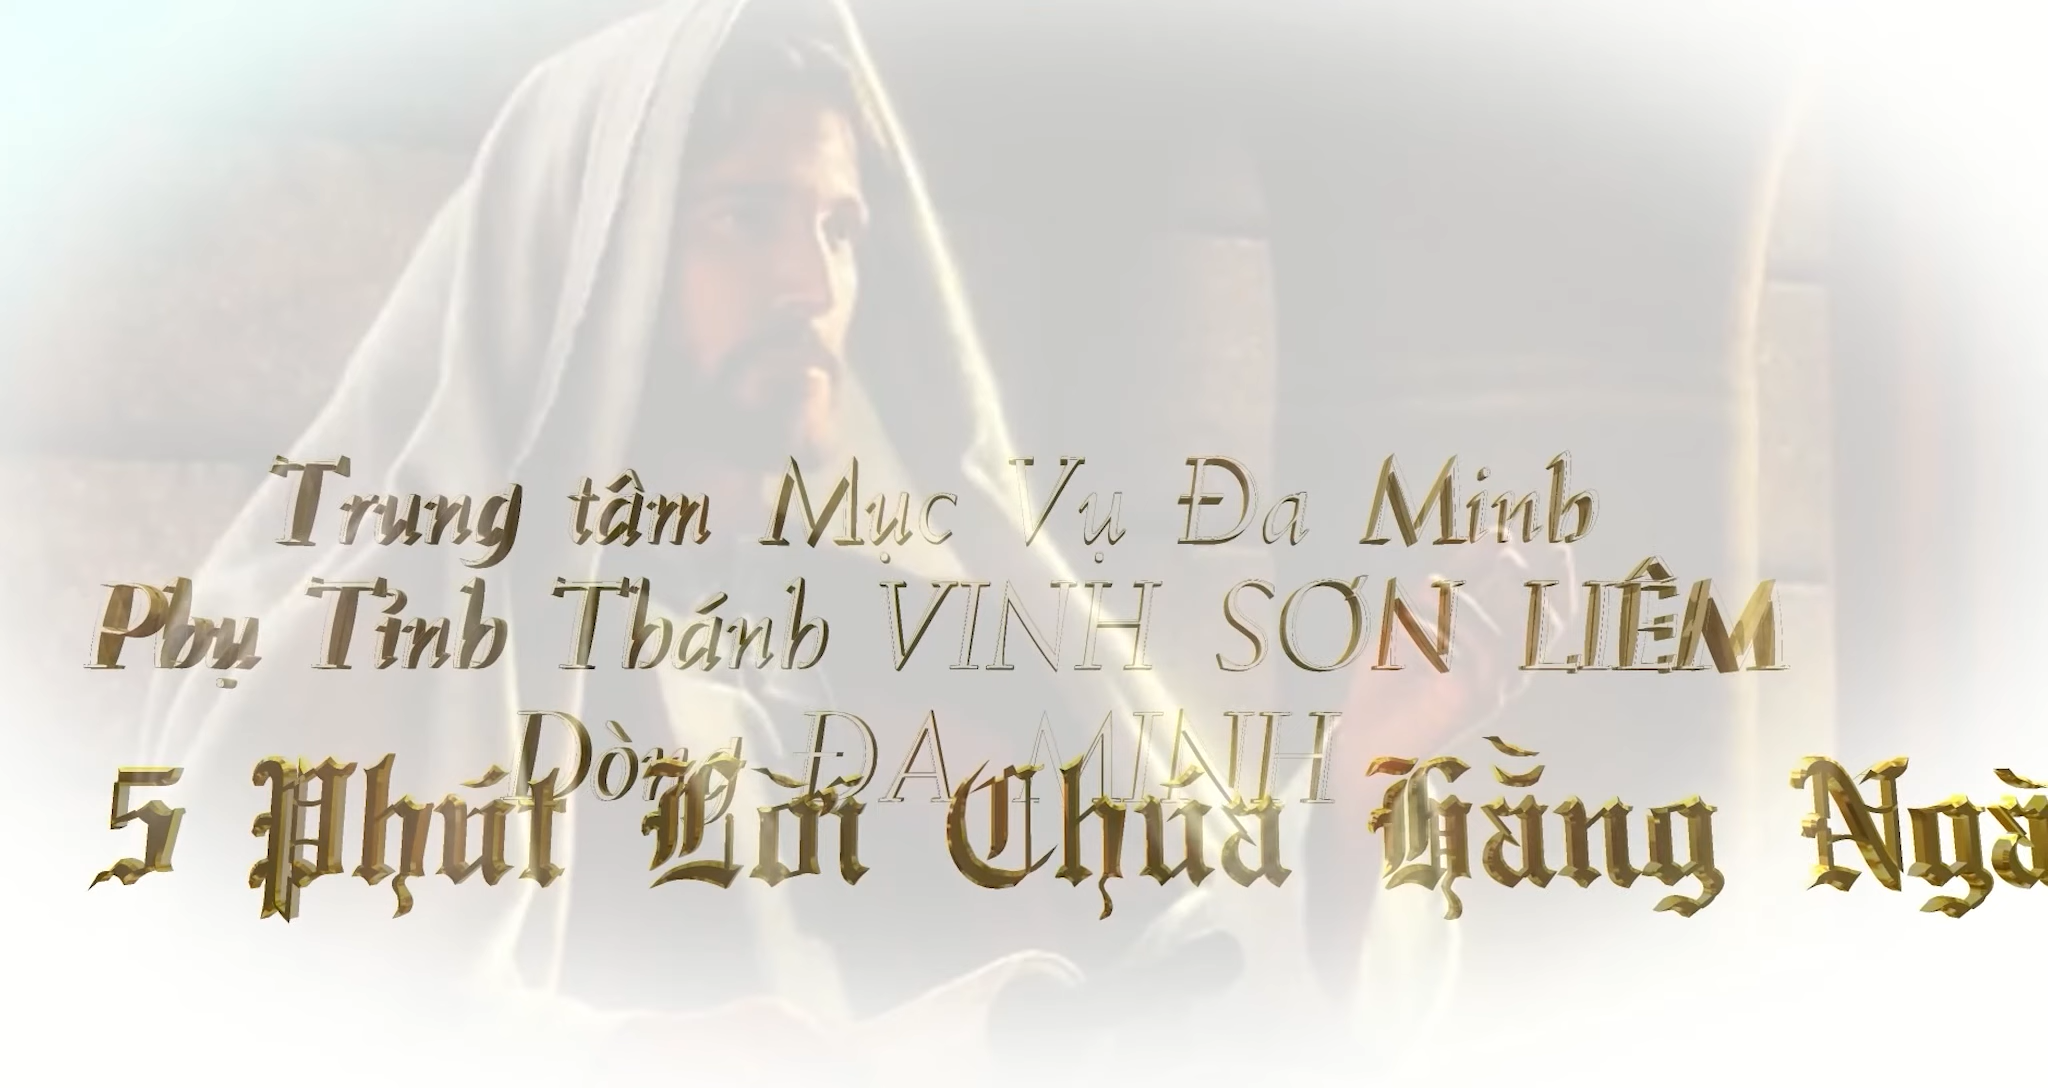 Trung tâm Mục Vụ Đa Minh
Phụ Tỉnh Thánh VINH SƠN LIÊM
Dòng ĐA MINH
5 Phút Lời Chúa Hằng Ngà